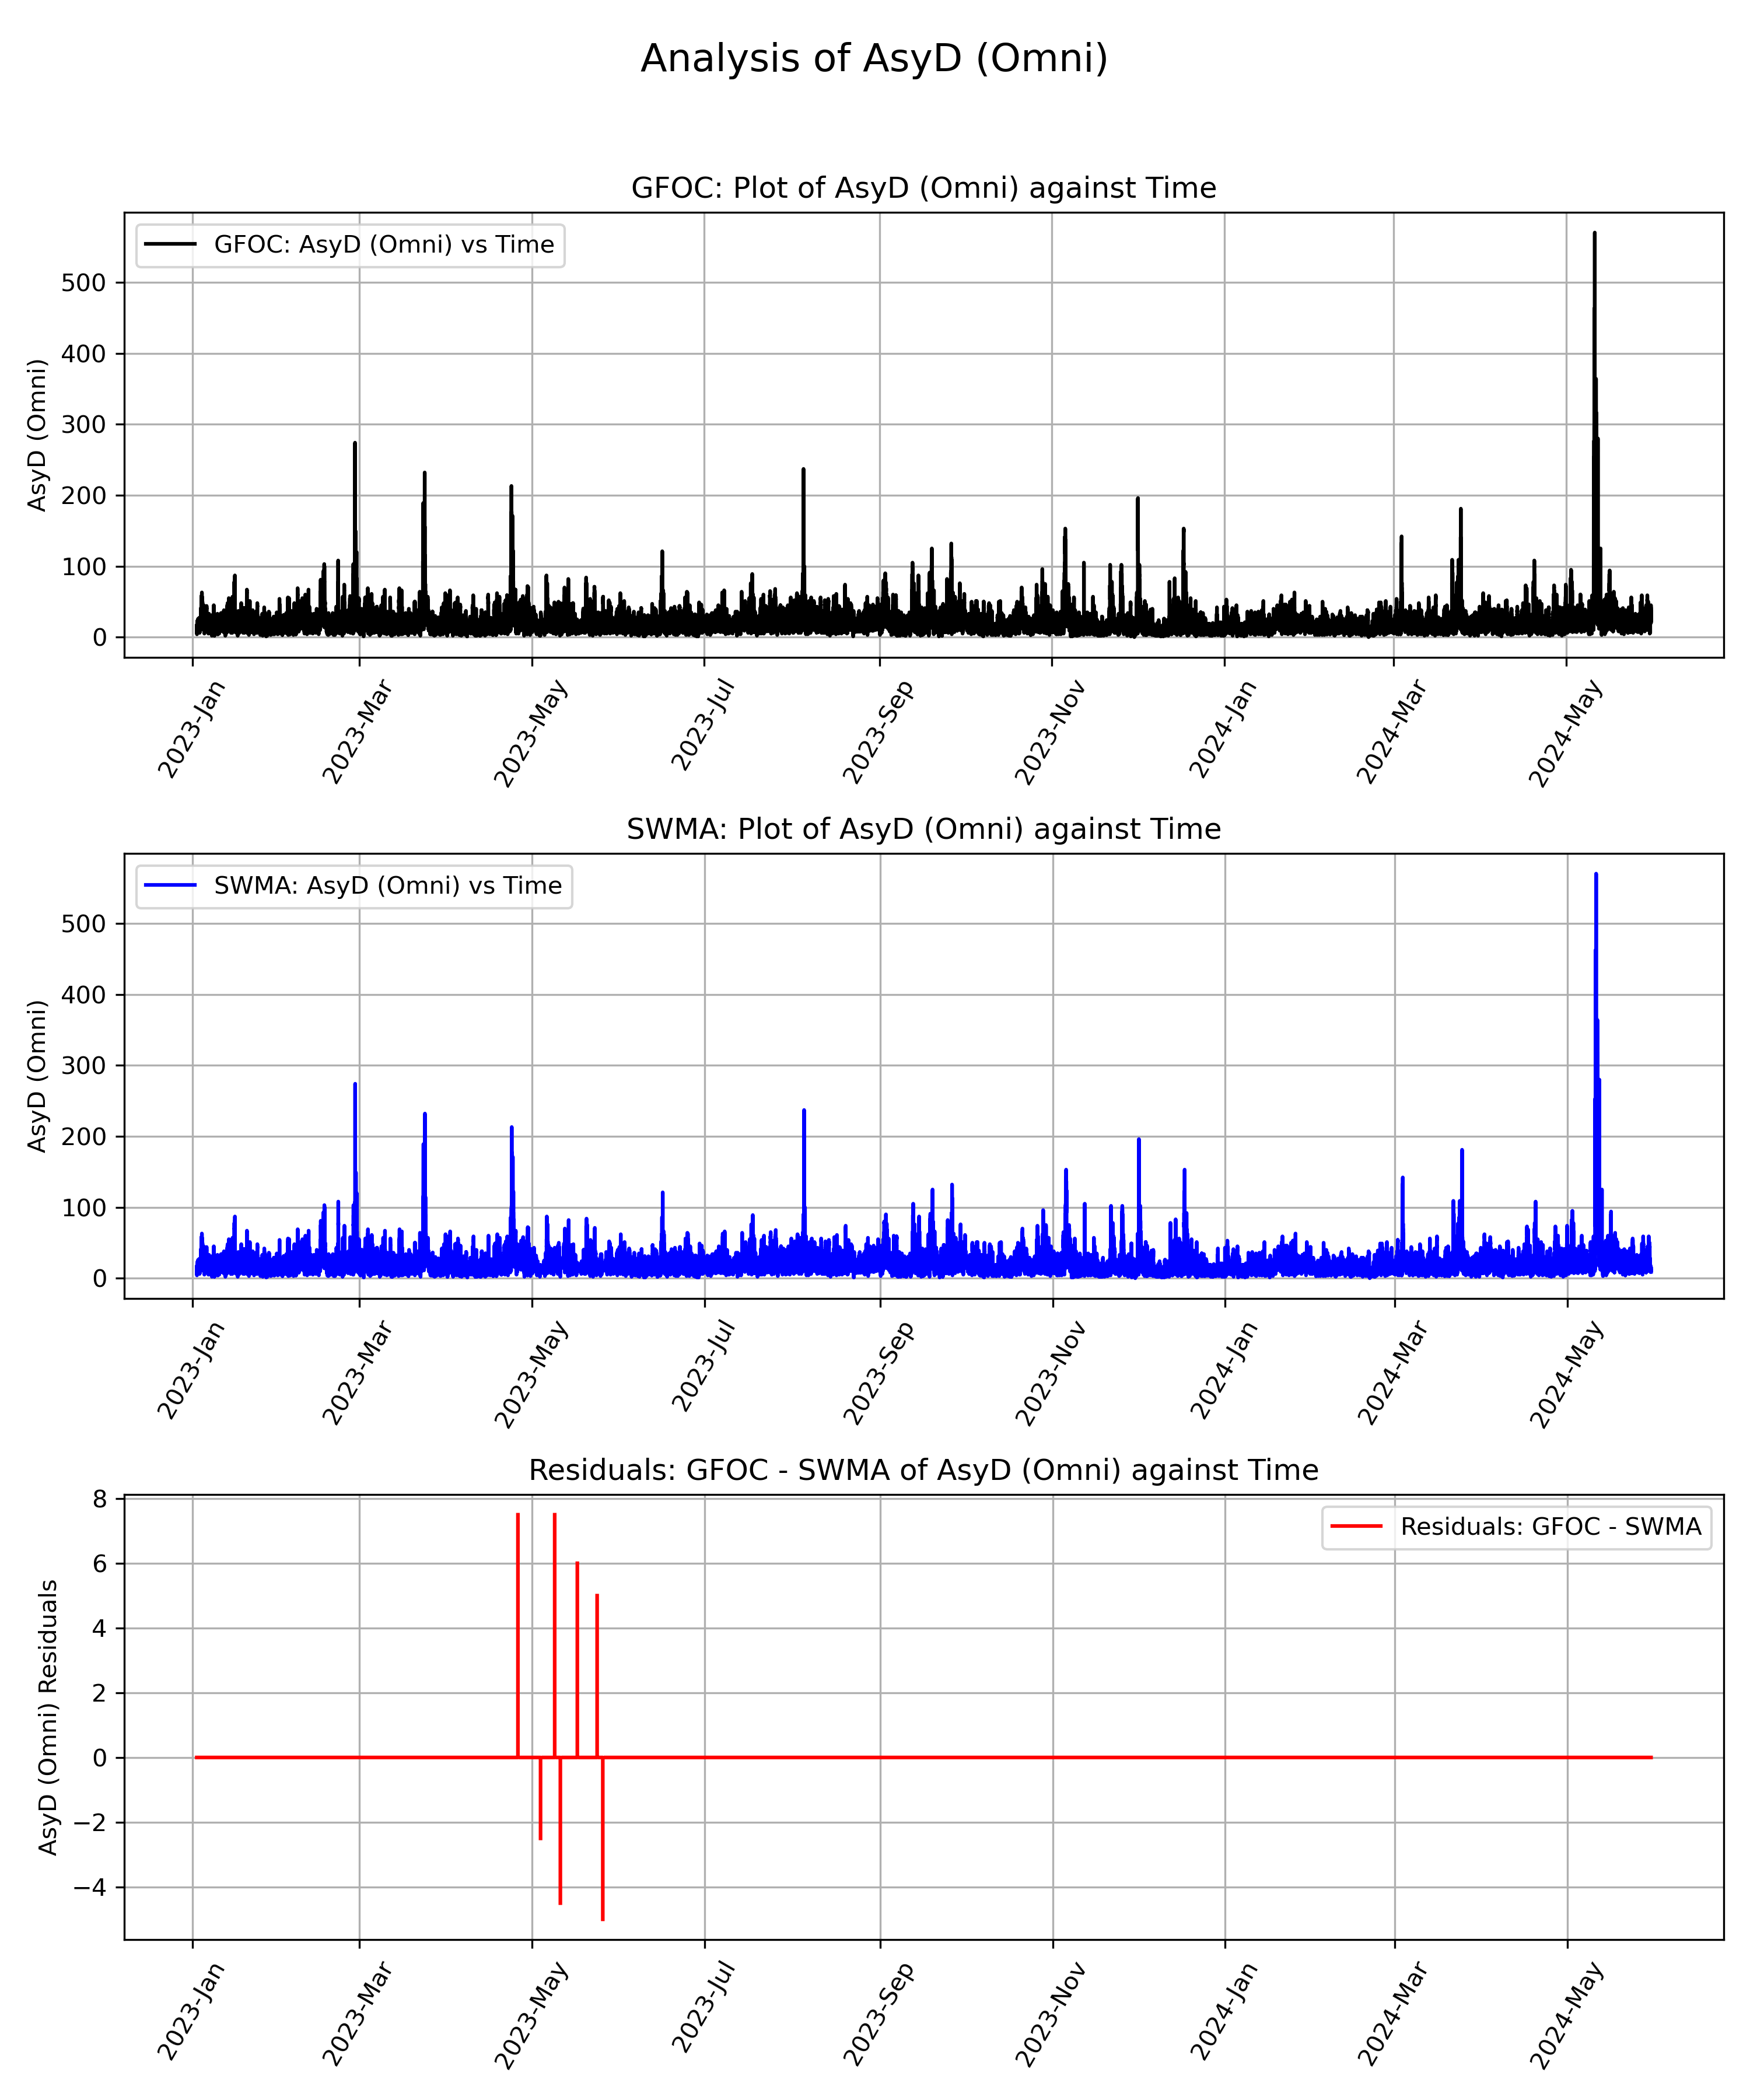 Analysis of AsyD (Omni)
GFOC: Plot of AsyD (Omni) against Time
GFOC: AsyD (Omni) vs Time
AsyD (Omni)
500
400
300
200
100
0
2023-Jan
2023-Mar
2023-May
2023-Jul
2023-Sep
2023-Nov
2024-Jan
2024-Mar
2024-May
SWMA: Plot of AsyD (Omni) against Time
SWMA: AsyD (Omni) vs Time
AsyD (Omni)
500
400
300
200
100
0
2023-Jan
2023-Mar
2023-May
2023-Jul
2023-Sep
2023-Nov
2024-Jan
2024-Mar
2024-May
Residuals: GFOC - SWMA of AsyD (Omni) against Time
Residuals: GFOC - SWMA
AsyD (Omni) Residuals
8
6
4
2
0
−2
−4
2023-Jan
2023-Mar
2023-May
2023-Jul
2023-Sep
2023-Nov
2024-Jan
2024-Mar
2024-May